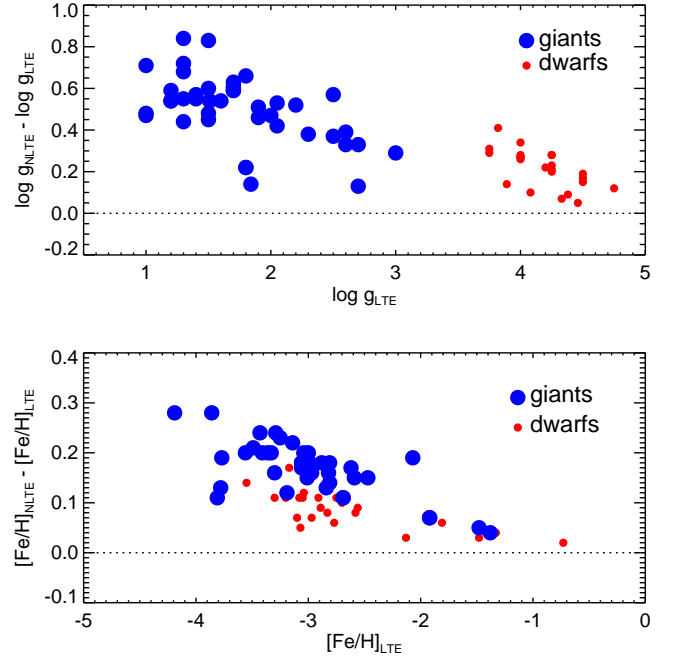 1.0
0.8
0.6
0.4
0.2
0.0
-0.2
log g_NLTE - log g_LTE
giants
dwarfs
1 2 3 4 5
log g_LTE
0.4
0.3
0.2
0.1
0.0
-0.1
[Fe/H]_NLTE - [Fe/H]_LTE
giants
dwarfs
-5 -4 -3 -2 -1 0
[Fe/H]_LTE